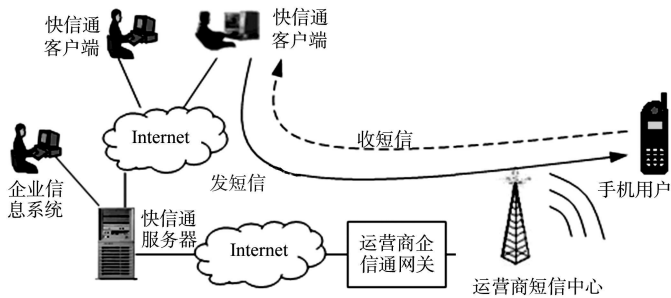 快信通
客户端
快信通
客户端
Internet
收短信
发短信
手机用户
企业信
息系统
快信通
服务器
Internet
运营商企
信通网关
运营商短信中心